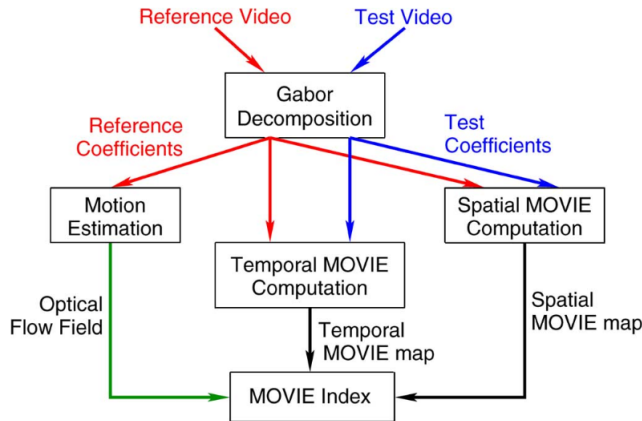 Reference Video
Test Video
Gabor
Decomposition
Reference
Coefficients
Test
Coefficients
Motion
Estimation
Spatial MOVIE
Computation
Temporal MOVIE
Computation
Optical
Flow Field
Spatial
MOVIE map
Temporal
MOVIE map
MOVIE Index